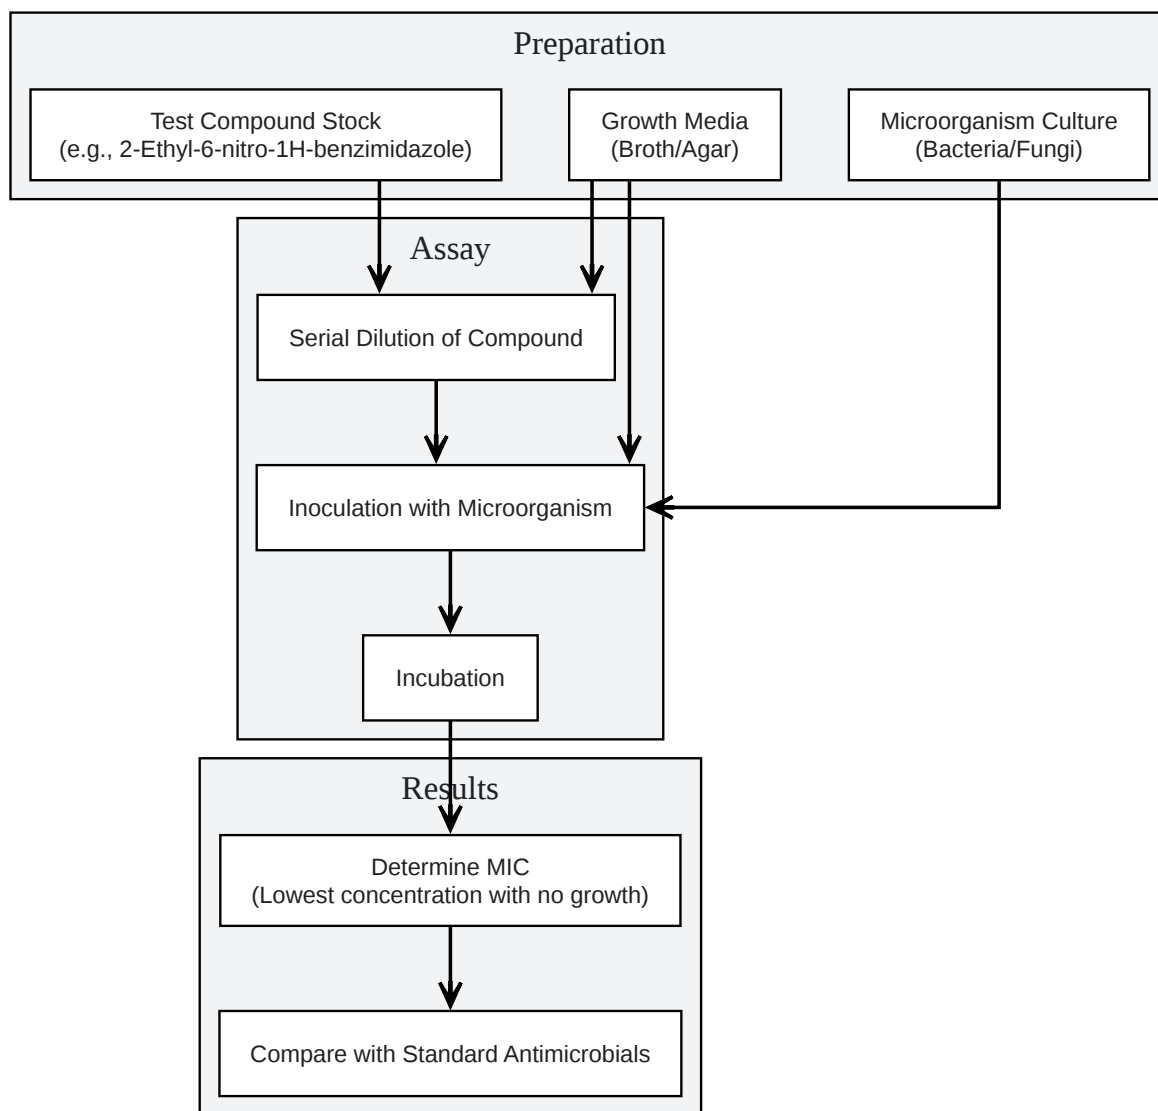 Preparation
Test Compound Stock
(e.g., 2-Ethyl-6-nitro-1H-benzimidazole)
Growth Media
(Broth/Agar)
Microorganism Culture
(Bacteria/Fungi)
Assay
Serial Dilution of Compound
Inoculation with Microorganism
Incubation
Results
Determine MIC
(Lowest concentration with no growth)
Compare with Standard Antimicrobials